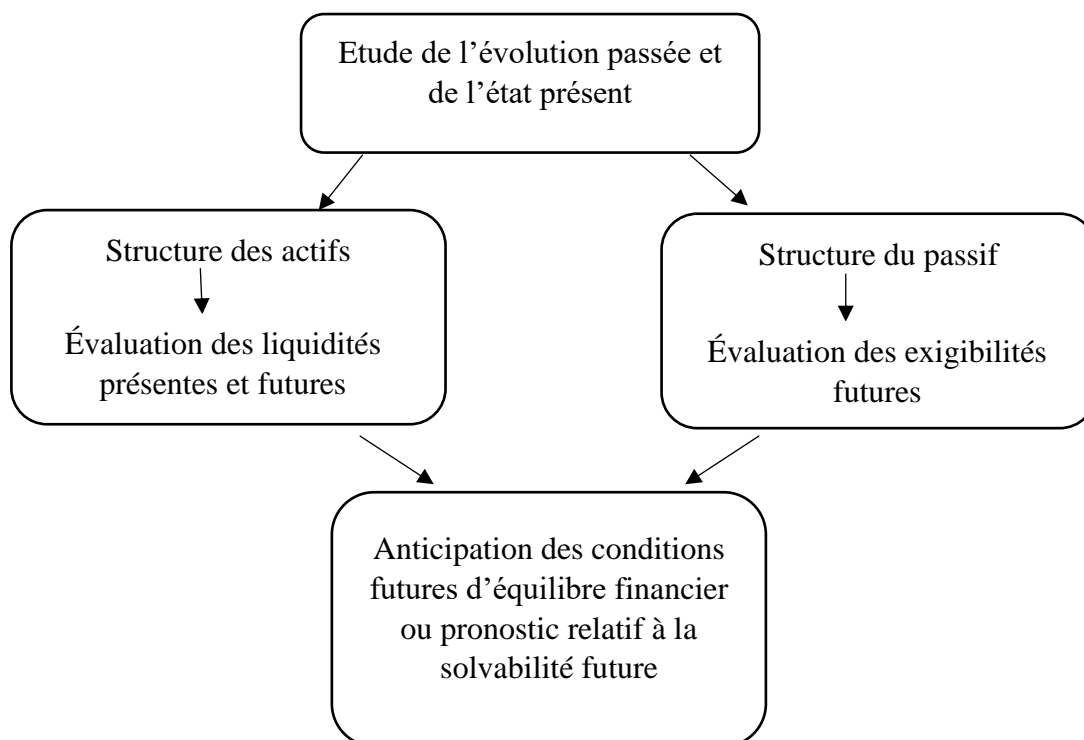 Etude de l’évolution passée et
de l’état présent
Structure des actifs
Évaluation des liquidités
présentes et futures
Structure du passif
Évaluation des exigibilités
futures
Anticipation des conditions
futures d’équilibre financier
ou pronostic relatif à la
solvabilité future